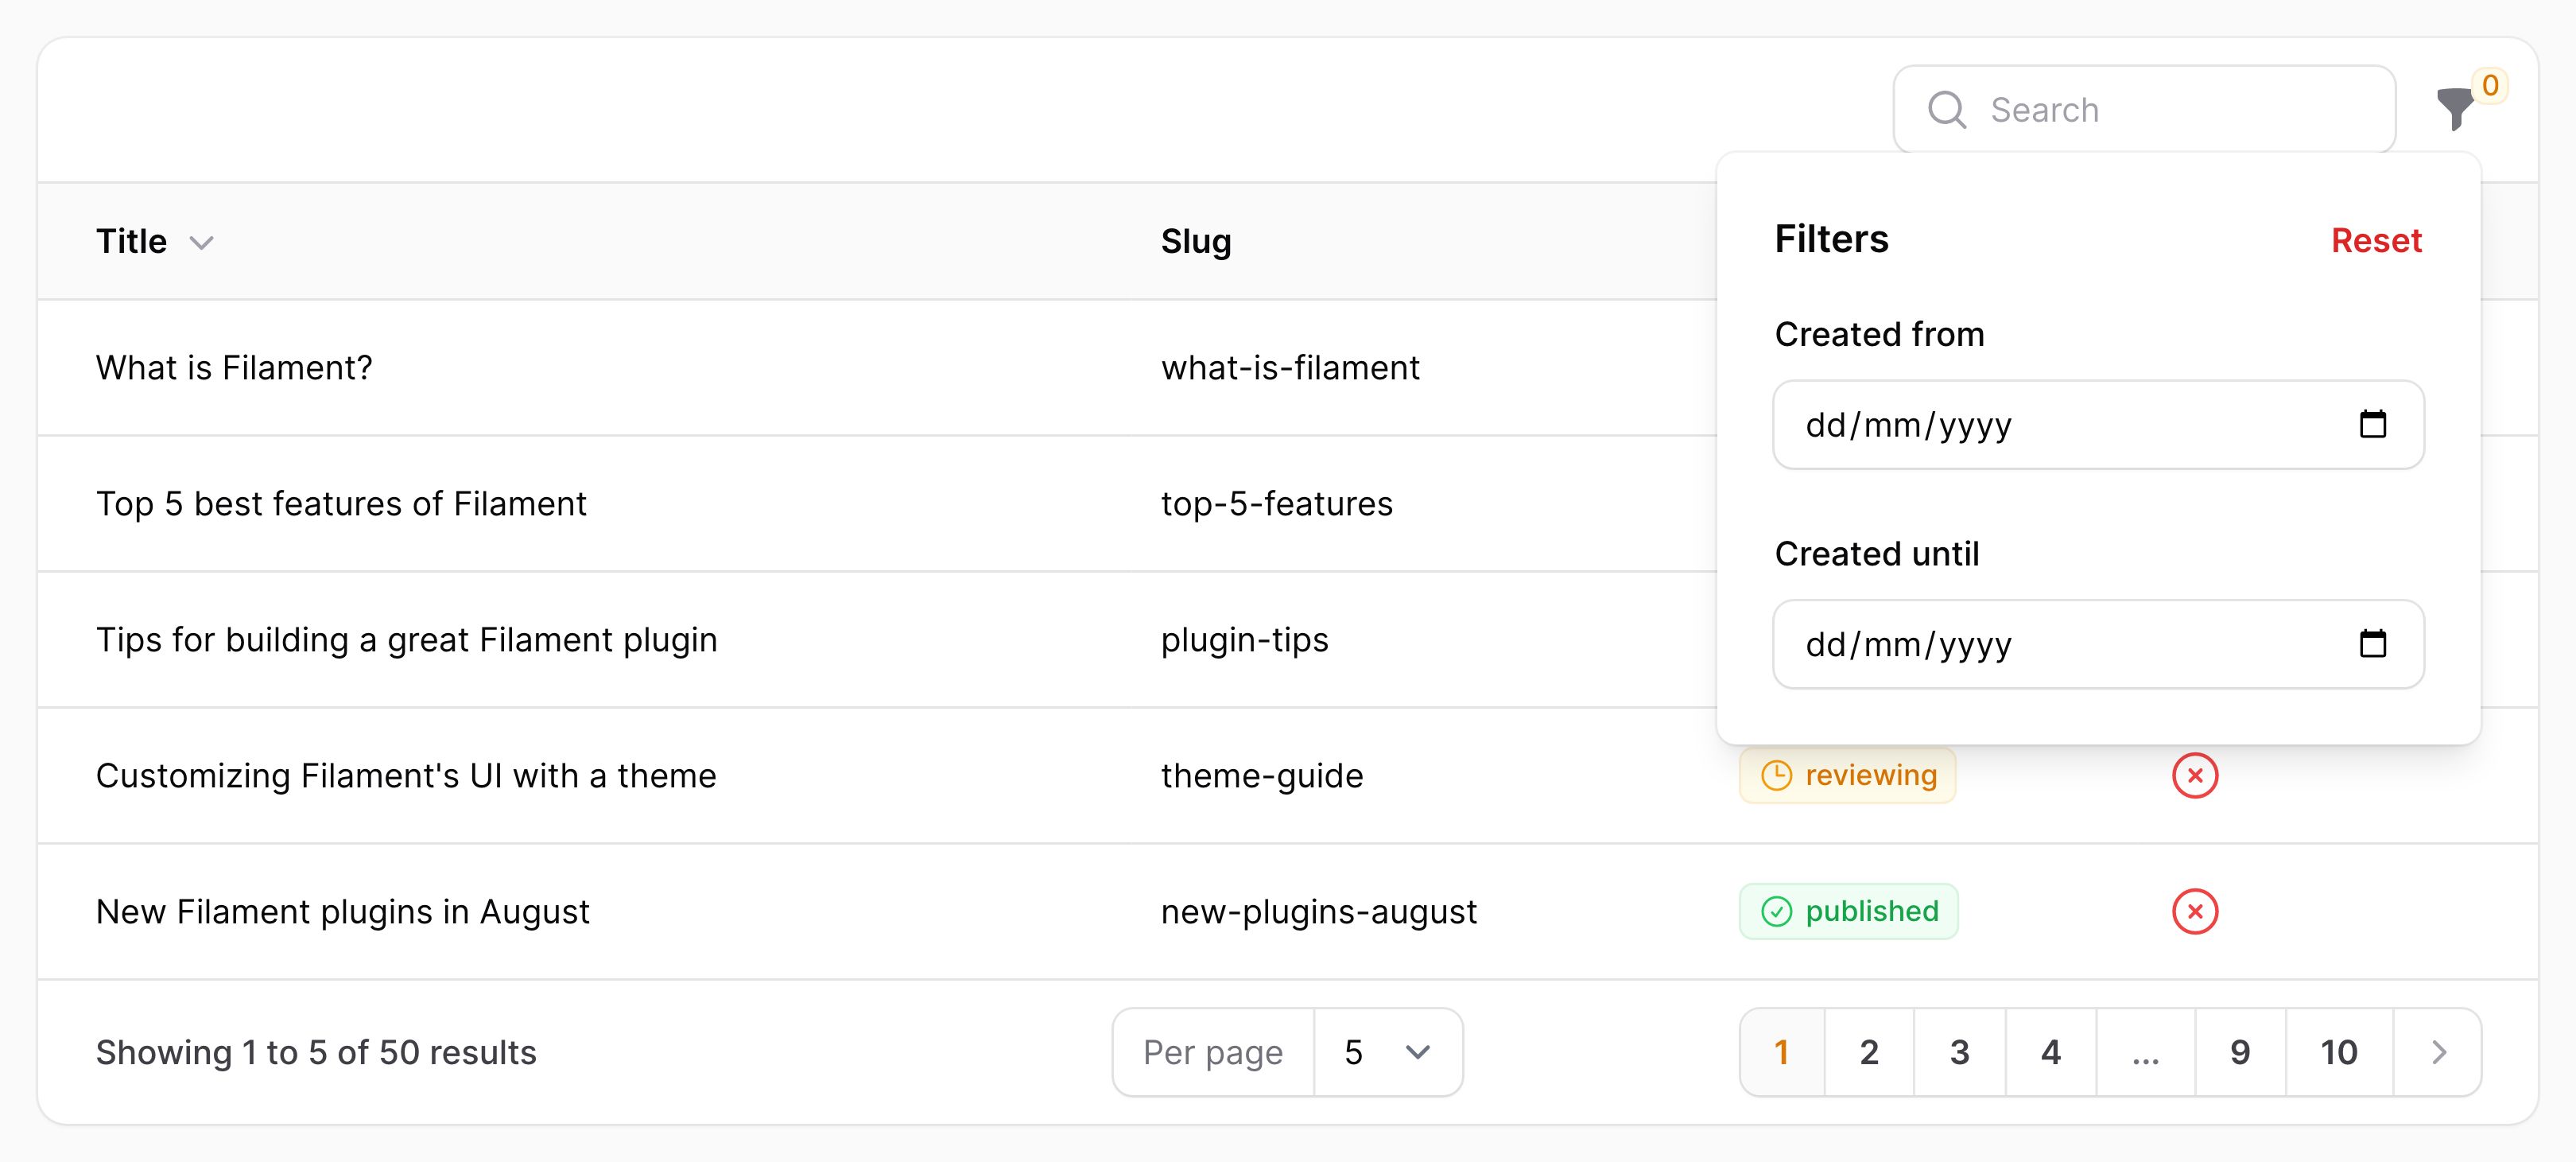 Search
0
Filters
Reset
Created from
dd/mm/yyyy
Created until
dd/mm/yyyy
Title
Slug
What is Filament?
what-is-filament
Top 5 best features of Filament
top-5-features
Tips for building a great Filament plugin
plugin-tips
Customizing Filament's UI with a theme
theme-guide
reviewing
New Filament plugins in August
new-plugins-august
published
Showing 1 to 5 of 50 results
Per page
5
1
2
3
4
...
9
10